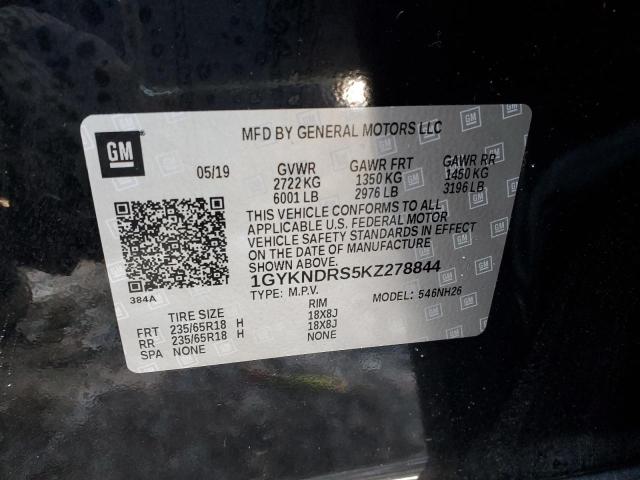 GM
MFD BY GENERAL MOTORS LLC
05/19 GVWR GAWR FRT GAWR RR
2722 KG 1350 KG 1450 KG
6001 LB 2976 LB 3196 LB
THIS VEHICLE CONFORMS TO ALL
APPLICABLE U.S. FEDERAL MOTOR
VEHICLE SAFETY STANDARDS IN EFFECT
ON THE DATE OF MANUFACTURE
SHOWN ABOVE.
1GYKNDRS5KZ278844
384A TYPE: M.P.V. MODEL: 546NH26
TIRE SIZE RIM
FRT 235/65R18 H 18X8J
RR 235/65R18 H 18X8J
SPA NONE NONE